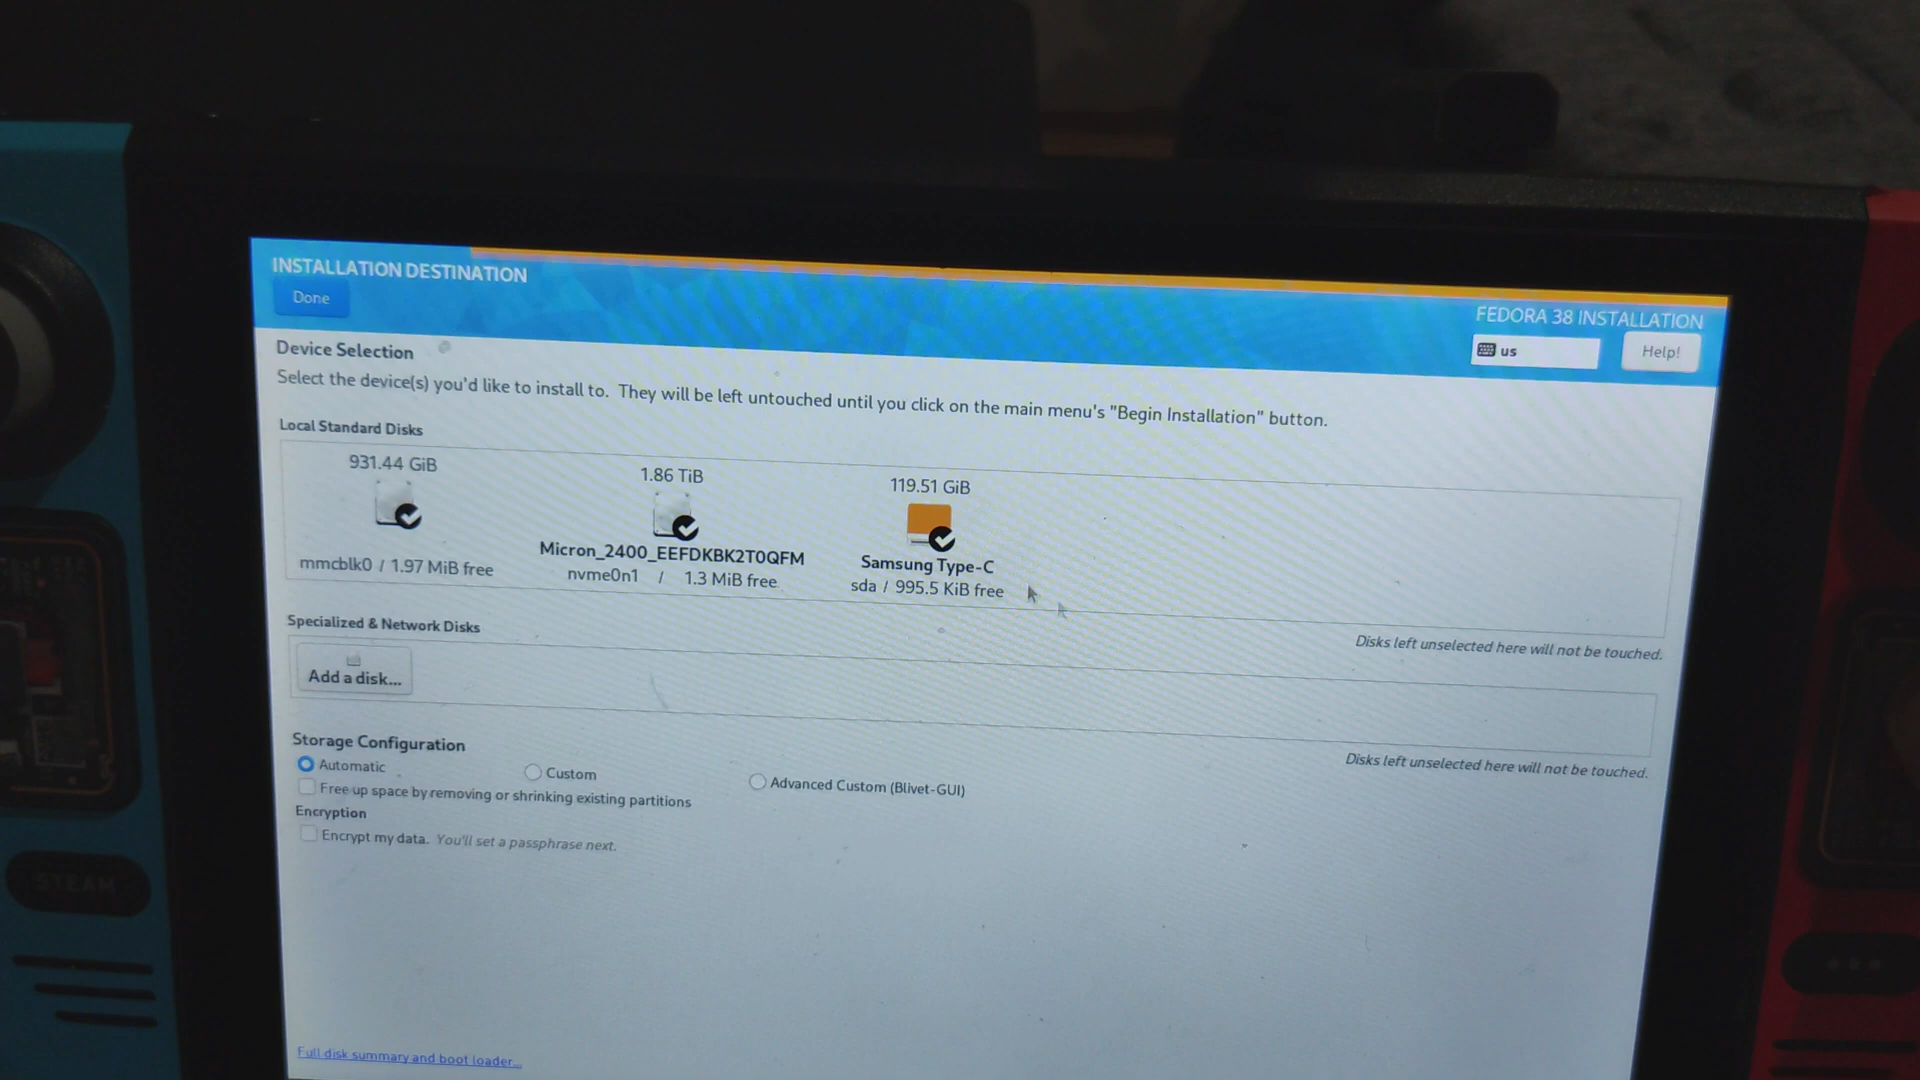 INSTALLATION DESTINATION
Done
FEDORA 38 INSTALLATION
us
Help!
Device Selection
Select the device(s) you'd like to install to. They will be left untouched until you click on the main menu's "Begin Installation" button.
Local Standard Disks
931.44 GiB
mmcblk0 / 1.97 MiB free
1.86 TiB
Micron_2400_EEFDKBK2T0QFM
nvme0n1 / 1.3 MiB free
119.51 GiB
Samsung Type-C
sda / 995.5 KiB free
Disks left unselected here will not be touched.
Specialized & Network Disks
Add a disk...
Disks left unselected here will not be touched.
Storage Configuration
Automatic
Custom
Advanced Custom (Blivet-GUI)
Free up space by removing or shrinking existing partitions
Encryption
Encrypt my data. You'll set a passphrase next.
Full disk summary and boot loader...
STEAM